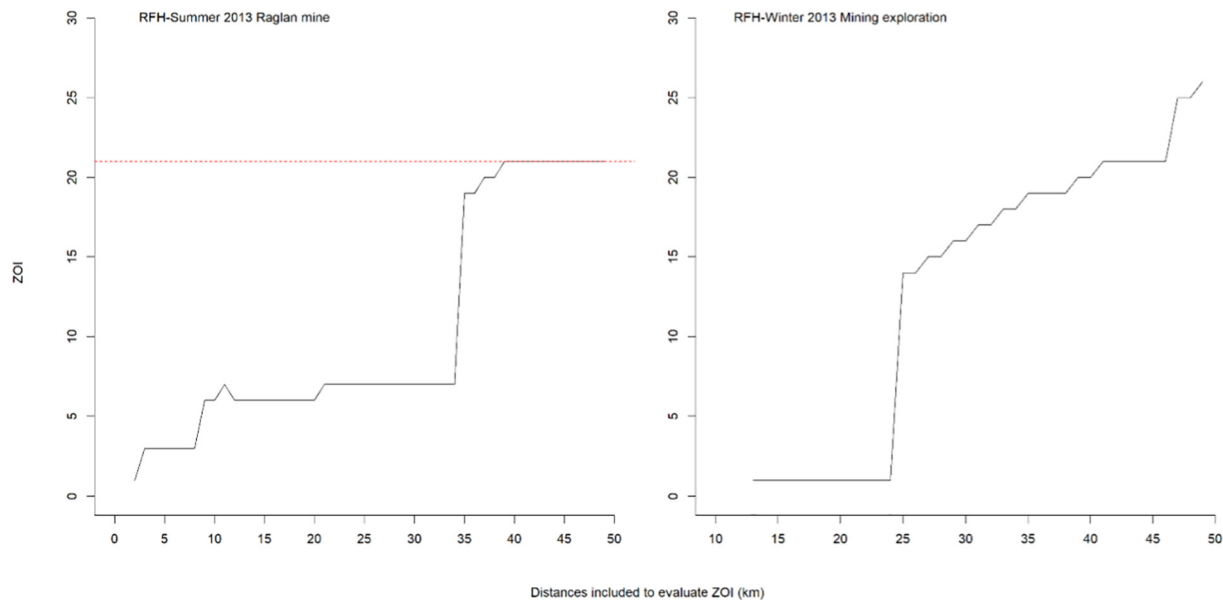 RFH-Summer 2013 Raglan mine
RFH-Winter 2013 Mining exploration
ZOI
30
25
20
15
10
5
0
0 5 10 15 20 25 30 35 40 45 50
30
25
20
15
10
5
0
10 15 20 25 30 35 40 45 50
Distances included to evaluate ZOI (km)